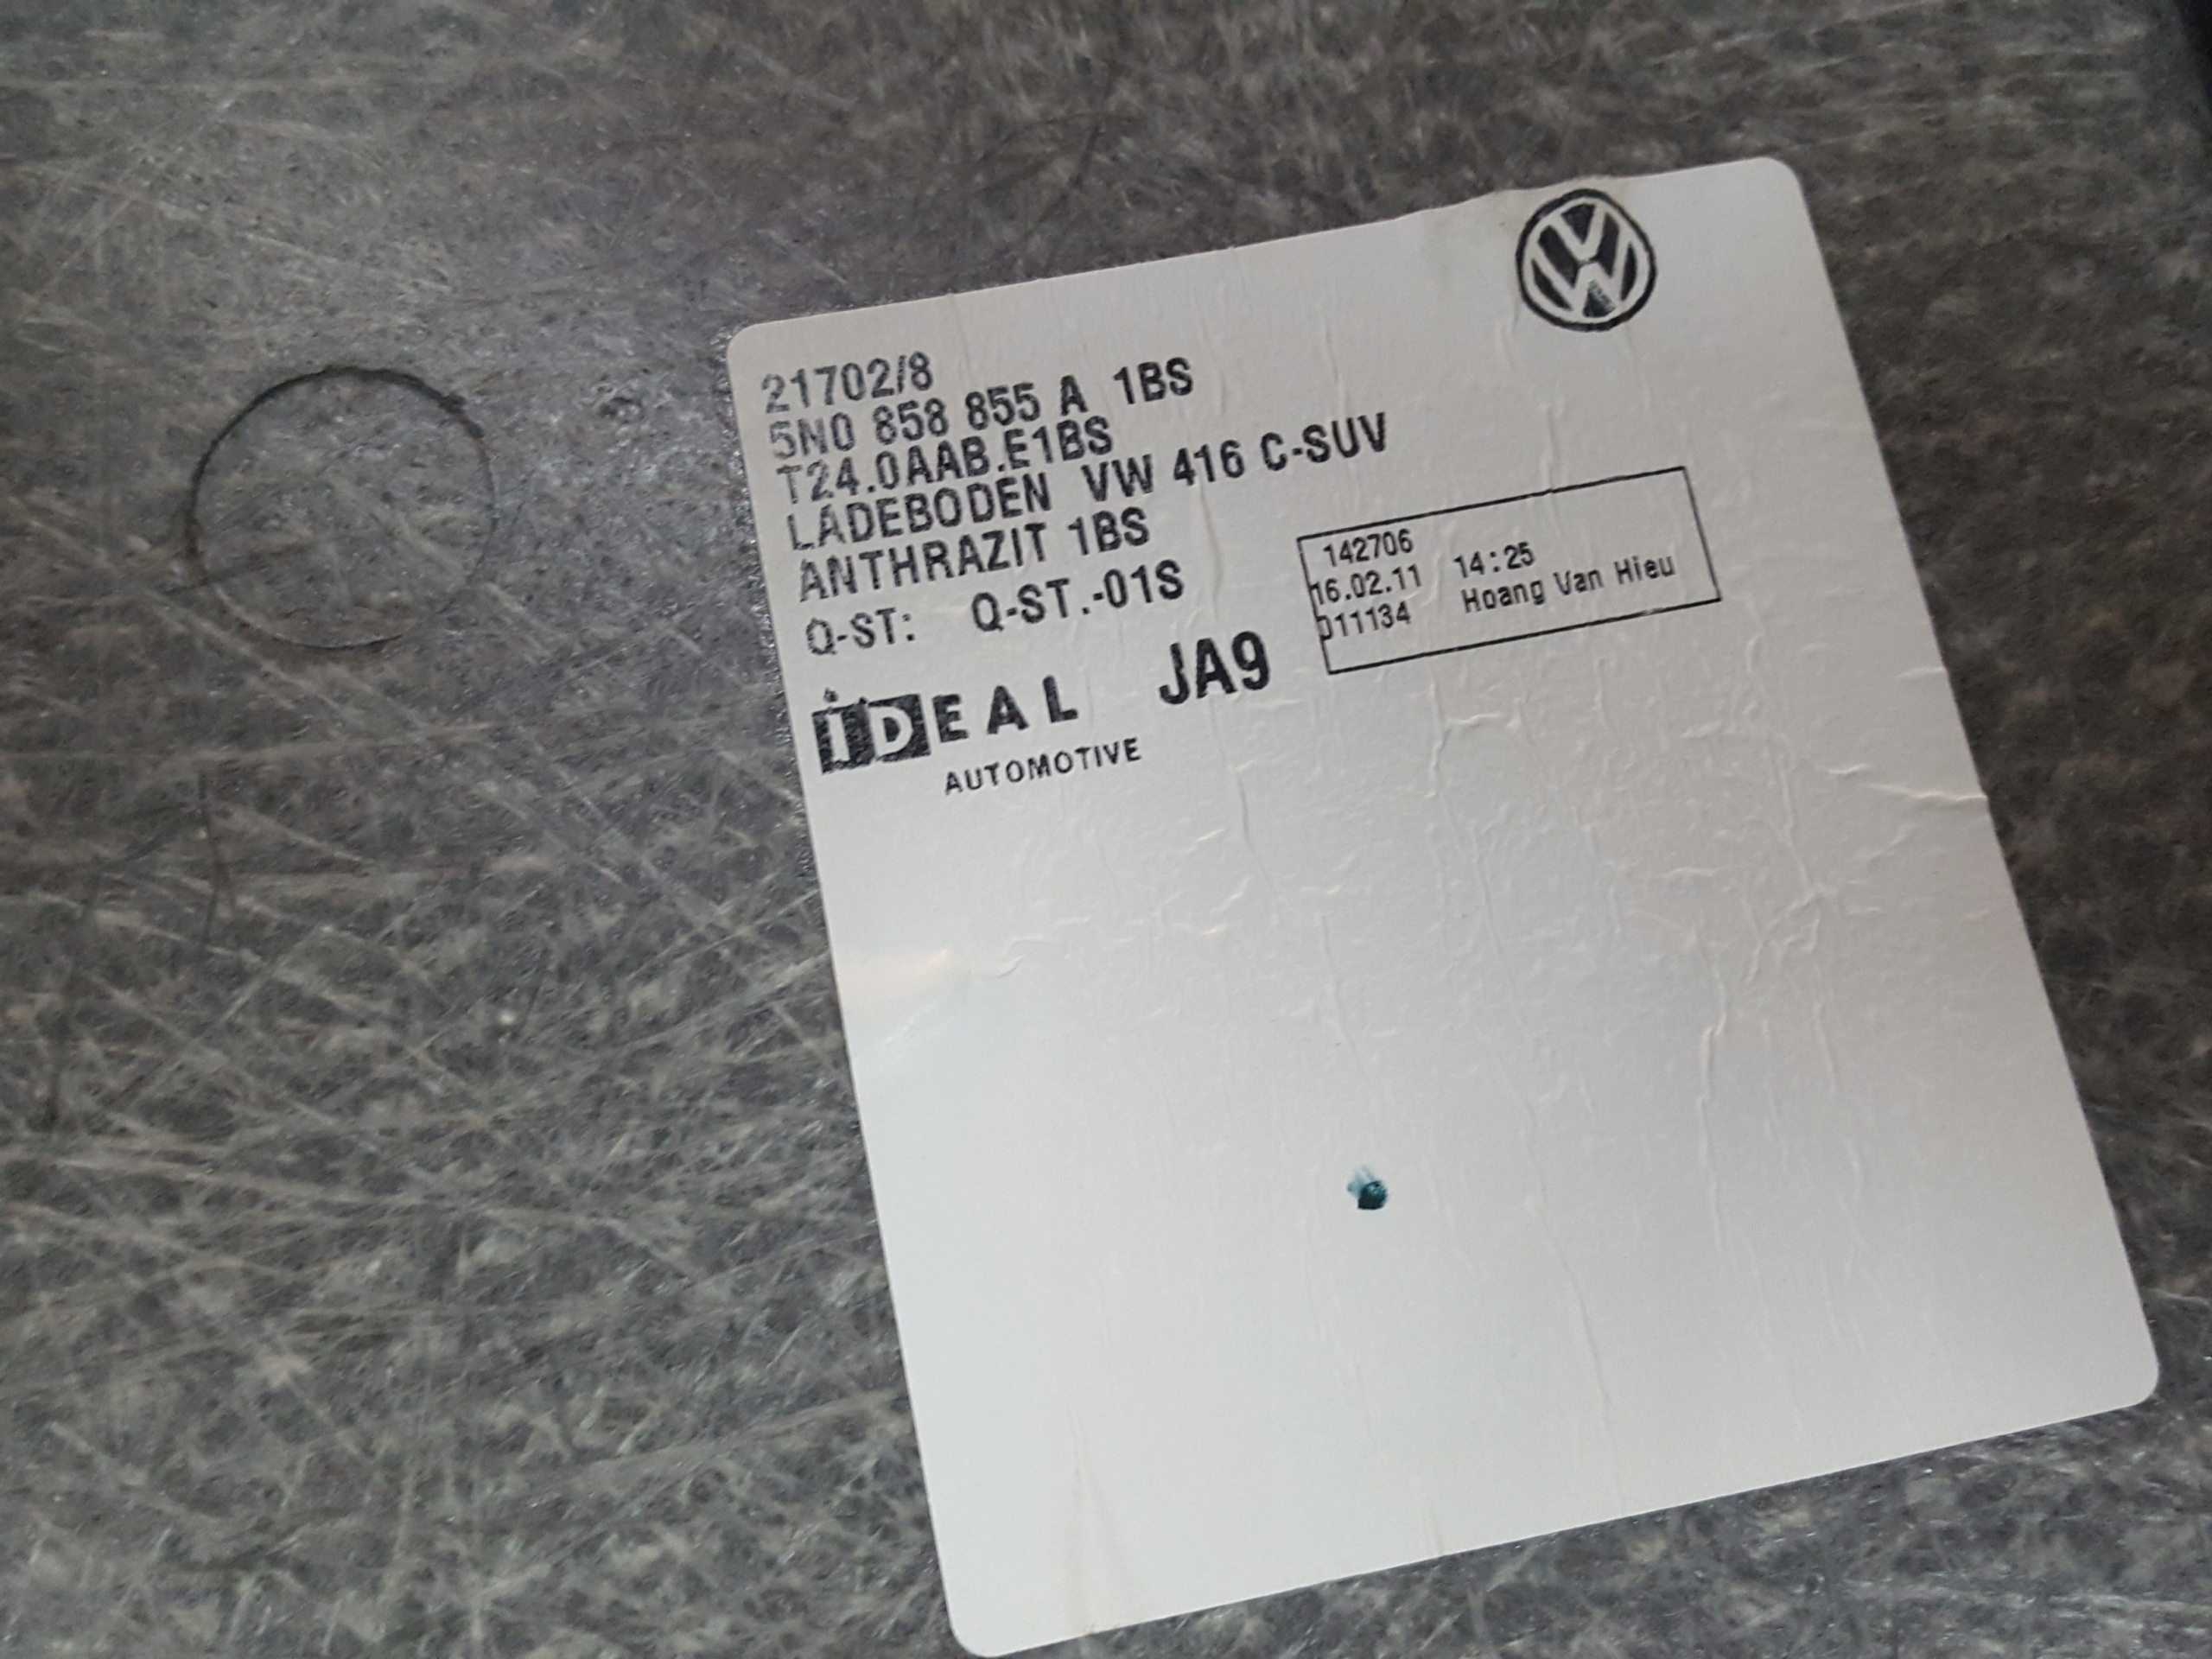 21702/8
5N0 858 855 A 1BS
T24.0AAB.E1BS
LADEBODEN VW 416 C-SUV
ANTHRAZIT 1BS
Q-ST: Q-ST.-01S
142706
16.02.11 14:25
011134 Hoang Van Hieu
iDEAL JA9
AUTOMOTIVE